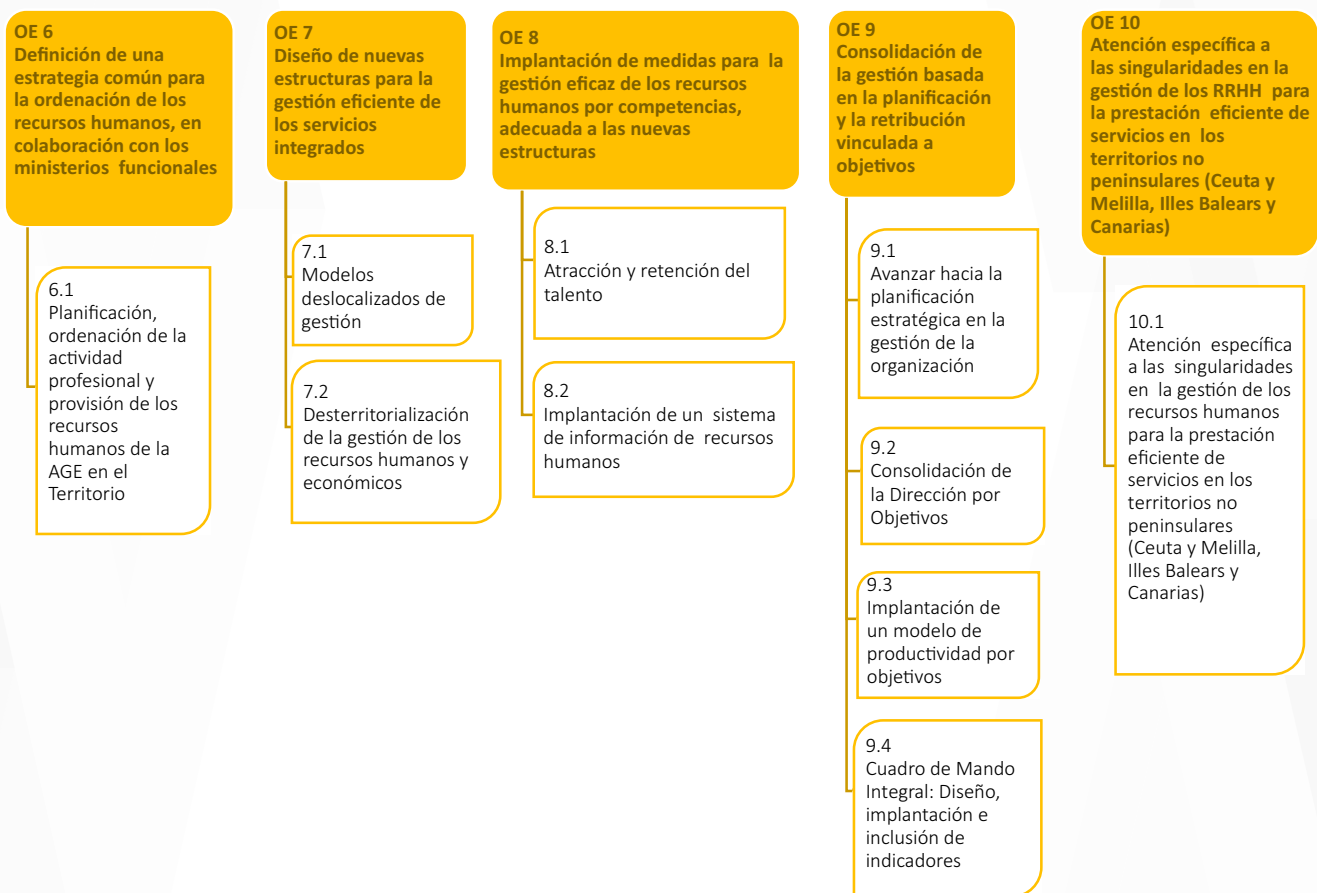 OE 6
Definición de una
estrategia común para
la ordenación de los
recursos humanos, en
colaboración con los
ministerios funcionales
6.1
Planificación,
ordenación de la
actividad
profesional y
provisión de los
recursos
humanos de la
AGE en el
Territorio
OE 7
Diseño de nuevas
estructuras para la
gestión eficiente de
los servicios
integrados
7.1
Modelos
deslocalizados de
gestión
7.2
Desterritorialización
de la gestión de los
recursos humanos y
económicos
OE 8
Implantación de medidas para la
gestión eficaz de los recursos
humanos por competencias,
adecuada a las nuevas
estructuras
8.1
Atracción y retención del
talento
8.2
Implantación de un sistema
de información de recursos
humanos
OE 9
Consolidación de
la gestión basada
en la planificación
y la retribución
vinculada a
objetivos
9.1
Avanzar hacia la
planificación
estratégica en la
gestión de la
organización
9.2
Consolidación de
la Dirección por
Objetivos
9.3
Implantación de
un modelo de
productividad por
objetivos
9.4
Cuadro de Mando
Integral: Diseño,
implantación e
inclusión de
indicadores
OE 10
Atención específica a
las singularidades en la
gestión de los RRHH para
la prestación eficiente de
servicios en los
territorios no
peninsulares (Ceuta y
Melilla, Illes Balears y
Canarias)
10.1
Atención específica
a las singularidades
en la gestión de los
recursos humanos
para la prestación
eficiente de
servicios en los
territorios no
peninsulares
(Ceuta y Melilla,
Illes Balears y
Canarias)